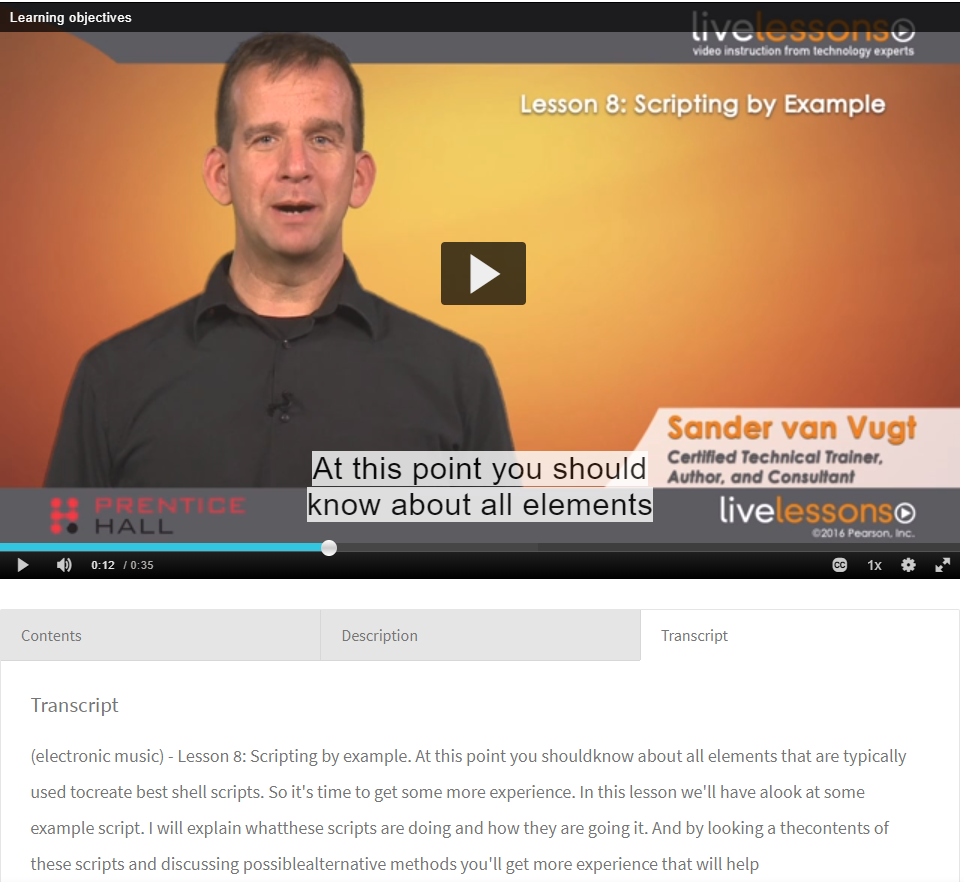 Learning objectives
livelessons
video instruction from technology experts
Lesson 8: Scripting by Example
Sander van Vugt
Certified Technical Trainer,
Author, and Consultant
At this point you should
know about all elements
PRENTICE
HALL
livelessons
©2016 Pearson, Inc.
0:12 / 0:35
CC
1x
Contents
Description
Transcript
Transcript
(electronic music) - Lesson 8: Scripting by example. At this point you shouldknow about all elements that are typically
used tocreate best shell scripts. So it's time to get some more experience. In this lesson we'll have alook at some
example script. I will explain whatthese scripts are doing and how they are going it. And by looking a thecontents of
these scripts and discussing possiblealternative methods you'll get more experience that will help